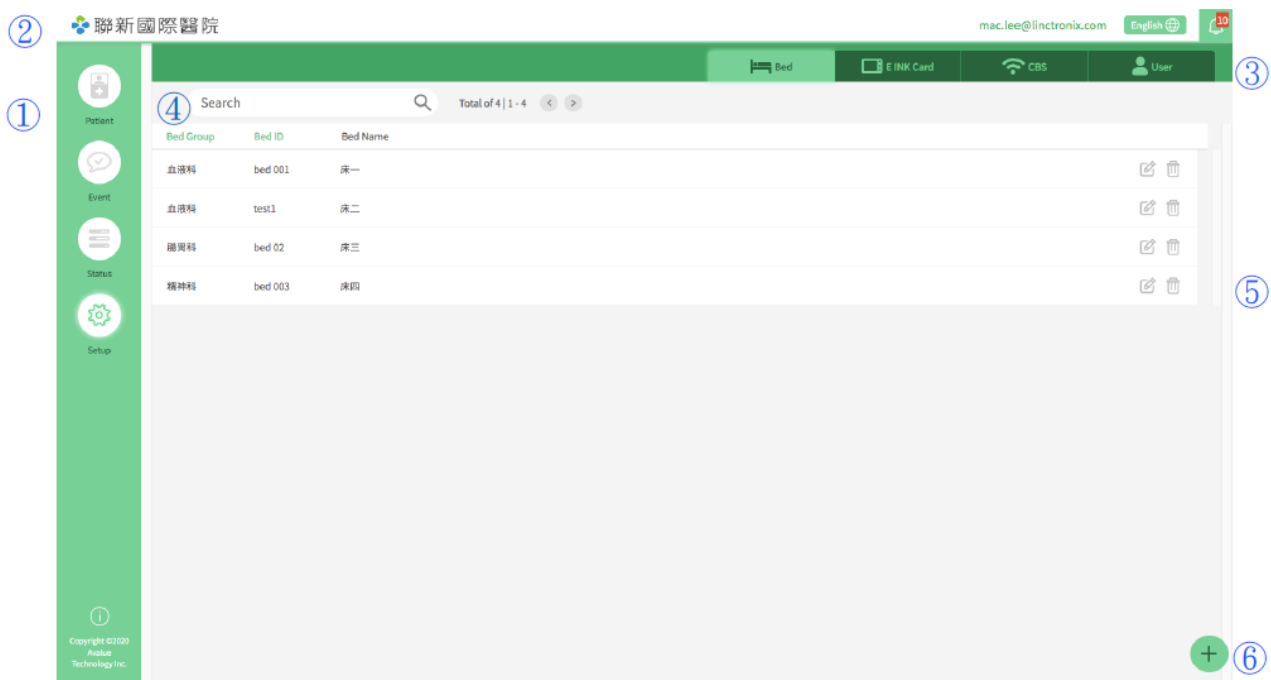 ② 聯新國際醫院 mac.lee@linctronix.com English 10
Bed E INK Card CBS User ③
① Patient
④ Search Total of 4 | 1 - 4 < >
Bed Group Bed ID Bed Name
血液科 bed 001 床一
Event
血液科 test1 床二
腸胃科 bed 02 床三
Status
精神科 bed 003 床四 ⑤
Setup
Copyright ©2020
Avalue
Technology Inc.
+ ⑥